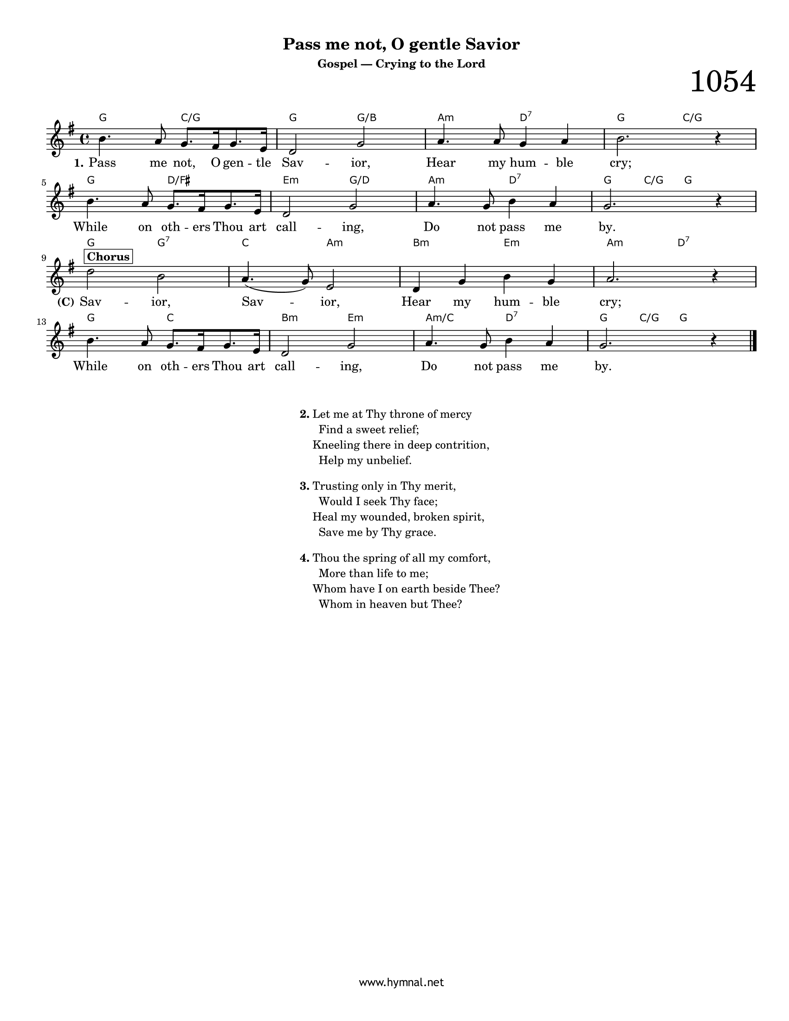 Pass me not, O gentle Savior
Gospel — Crying to the Lord
1054
G C/G G G/B Am D7 G C/G
1. Pass me not, O gen - tle Sav - ior, Hear my hum - ble cry;
5
G D/F♯ Em G/D Am D7 G C/G G
While on oth - ers Thou art call - ing, Do not pass me by.
G G7 C Am Bm Em Am D7
9
Chorus
(C) Sav - ior, Sav - ior, Hear my hum - ble cry;
13
G C Bm Em Am/C D7 G C/G G
While on oth - ers Thou art call - ing, Do not pass me by.
2. Let me at Thy throne of mercy
Find a sweet relief;
Kneeling there in deep contrition,
Help my unbelief.
3. Trusting only in Thy merit,
Would I seek Thy face;
Heal my wounded, broken spirit,
Save me by Thy grace.
4. Thou the spring of all my comfort,
More than life to me;
Whom have I on earth beside Thee?
Whom in heaven but Thee?
www.hymnal.net